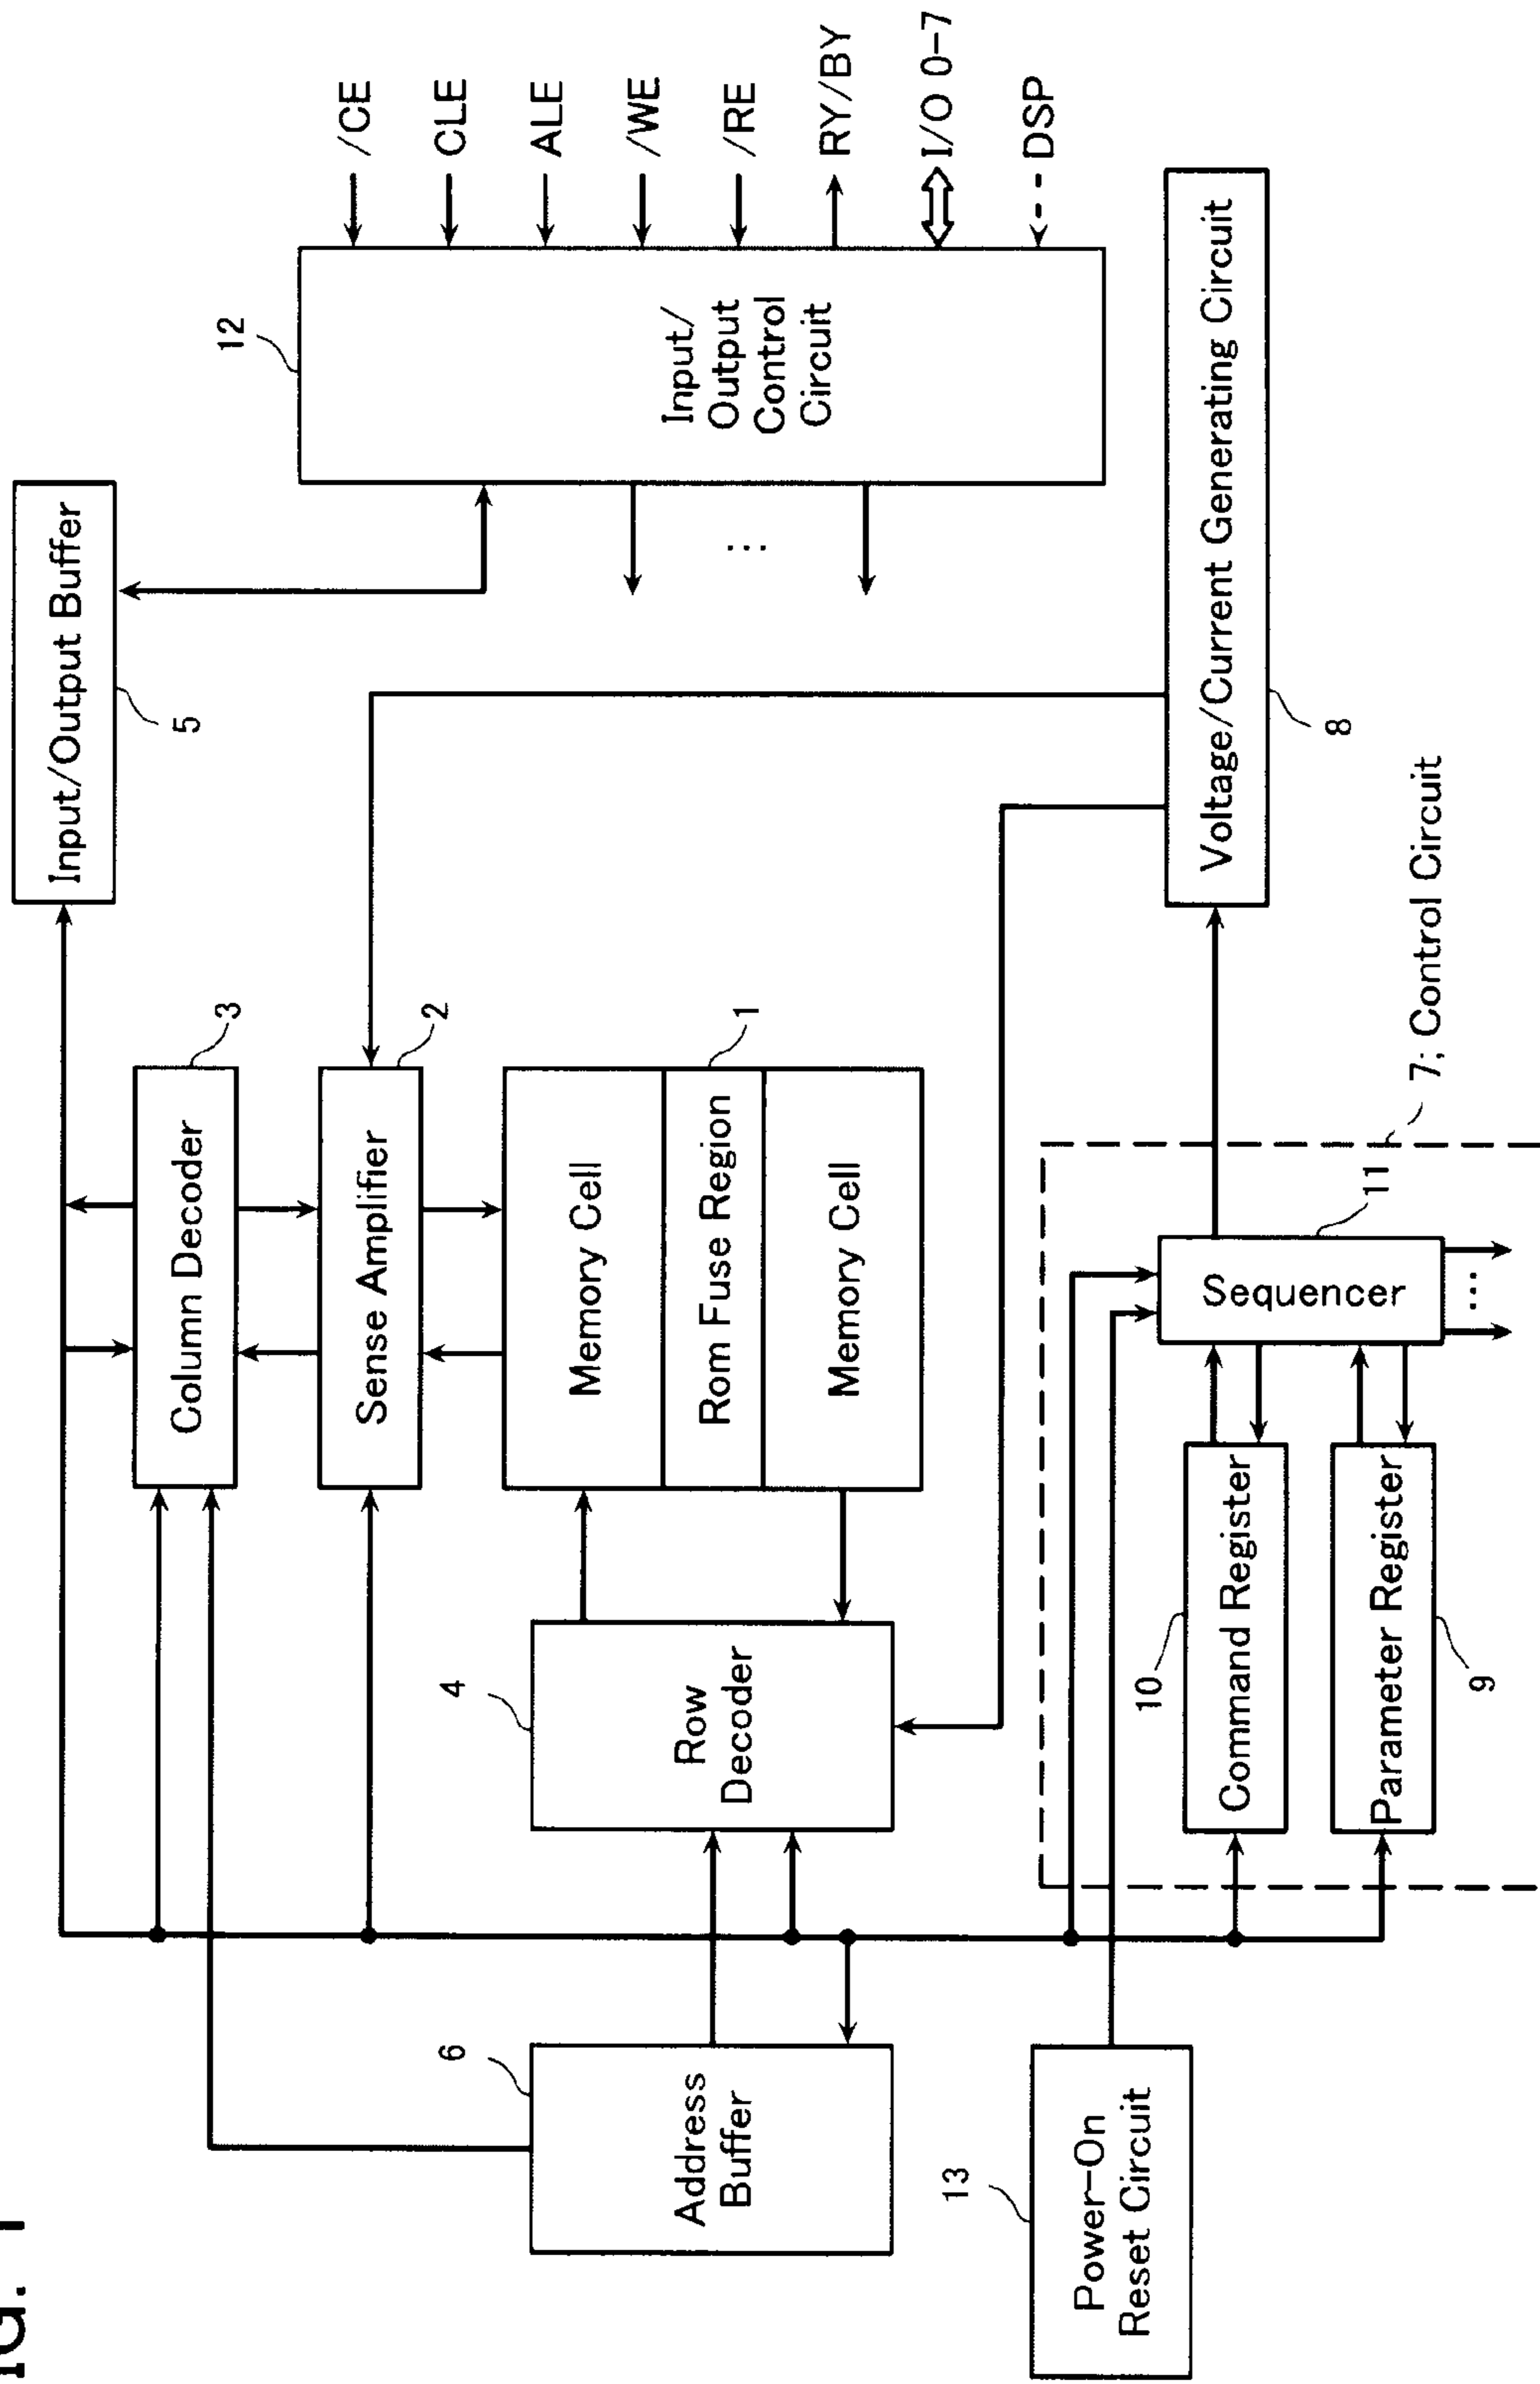 IG. 1
Input/Output Buffer
5
12
Input/
Output
Control
Circuit
/CE
CLE
ALE
/WE
/RE
RY/BY
I/O 0-7
DSP
Column Decoder
3
Sense Amplifier
2
Memory Cell
Rom Fuse Region
Memory Cell
1
Row
Decoder
4
Address
Buffer
6
Voltage/Current Generating Circuit
8
7; Control Circuit
Sequencer
11
Command Register
10
Parameter Register
9
Power-On
Reset Circuit
13